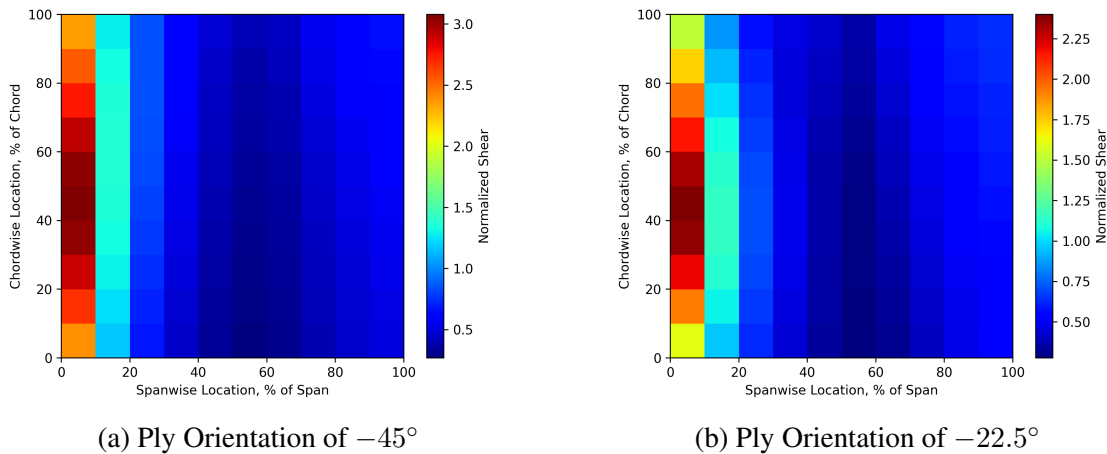 100
80
60
40
20
0
Chordwise Location, % of Chord
0 20 40 60 80 100
Spanwise Location, % of Span
3.0
2.5
2.0
1.5
1.0
0.5
Normalized Shear
(a) Ply Orientation of −45°
100
80
60
40
20
0
Chordwise Location, % of Chord
0 20 40 60 80 100
Spanwise Location, % of Span
2.25
2.00
1.75
1.50
1.25
1.00
0.75
0.50
Normalized Shear
(b) Ply Orientation of −22.5°